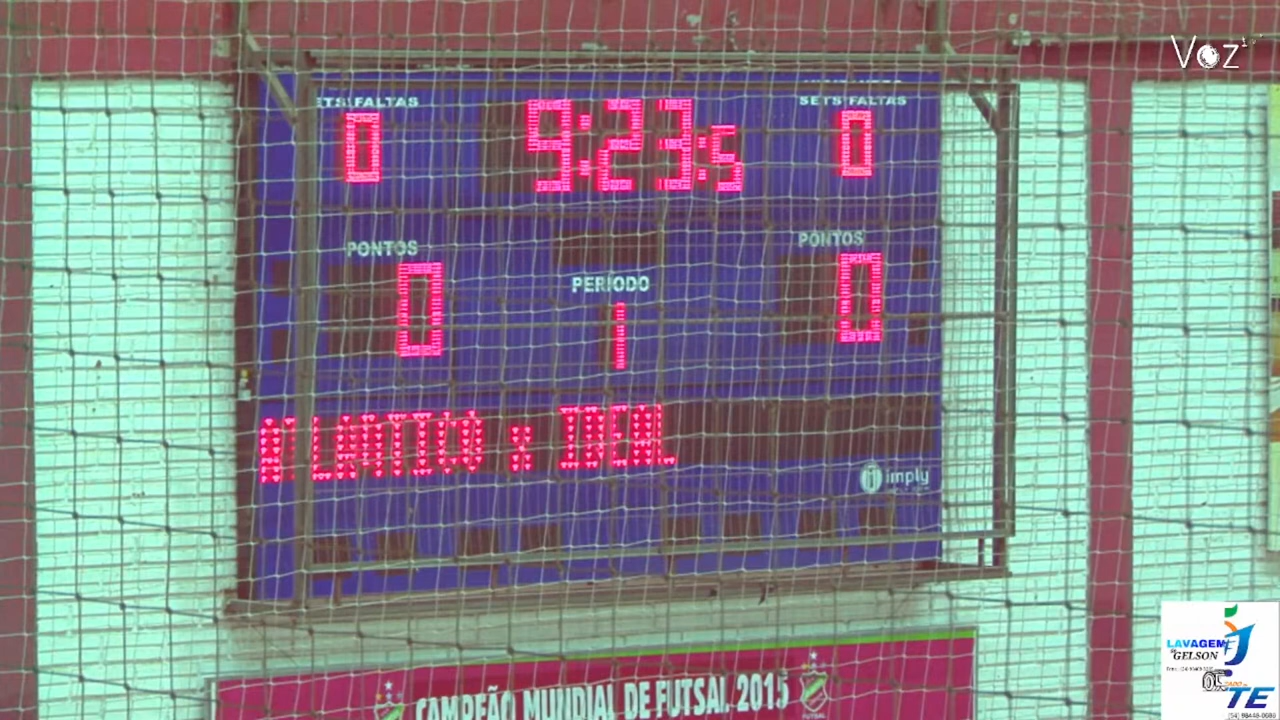 Voz
SETS/FALTAS
0
9:23:5
SETS/FALTAS
0
PONTOS
0
PERÍODO
1
PONTOS
0
ATLANTICO x IDEAL
imply
CAMPEÃO MUNDIAL DE FUTSAL 2015
LAVAGEM
GELSON
TE